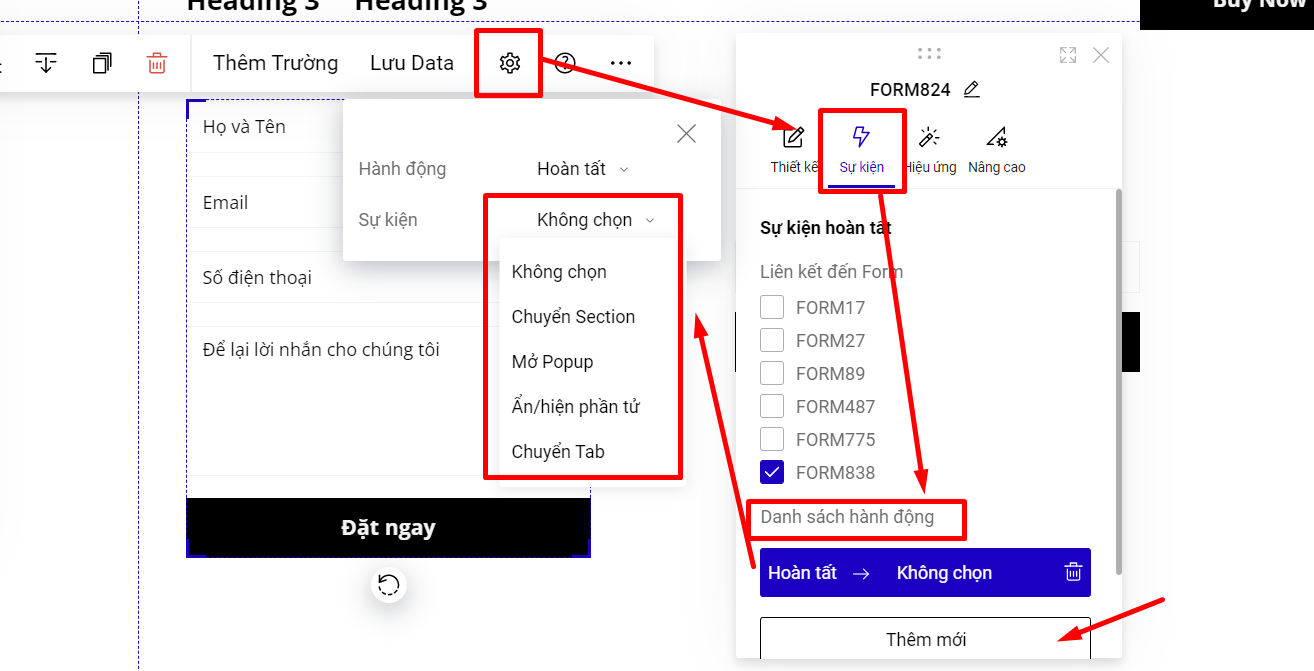 Heading 3 Heading 3
Buy Now
Thêm Trường Lưu Data
FORM824
Thiết kế Sự kiện Hiệu ứng Nâng cao
Họ và Tên
Email
Số điện thoại
Để lại lời nhắn cho chúng tôi
Đặt ngay
Hành động Hoàn tất
Sự kiện Không chọn
Không chọn
Chuyển Section
Mở Popup
Ẩn/hiện phần tử
Chuyển Tab
Sự kiện hoàn tất
Liên kết đến Form
FORM17
FORM27
FORM89
FORM487
FORM775
FORM838
Danh sách hành động
Hoàn tất → Không chọn
Thêm mới